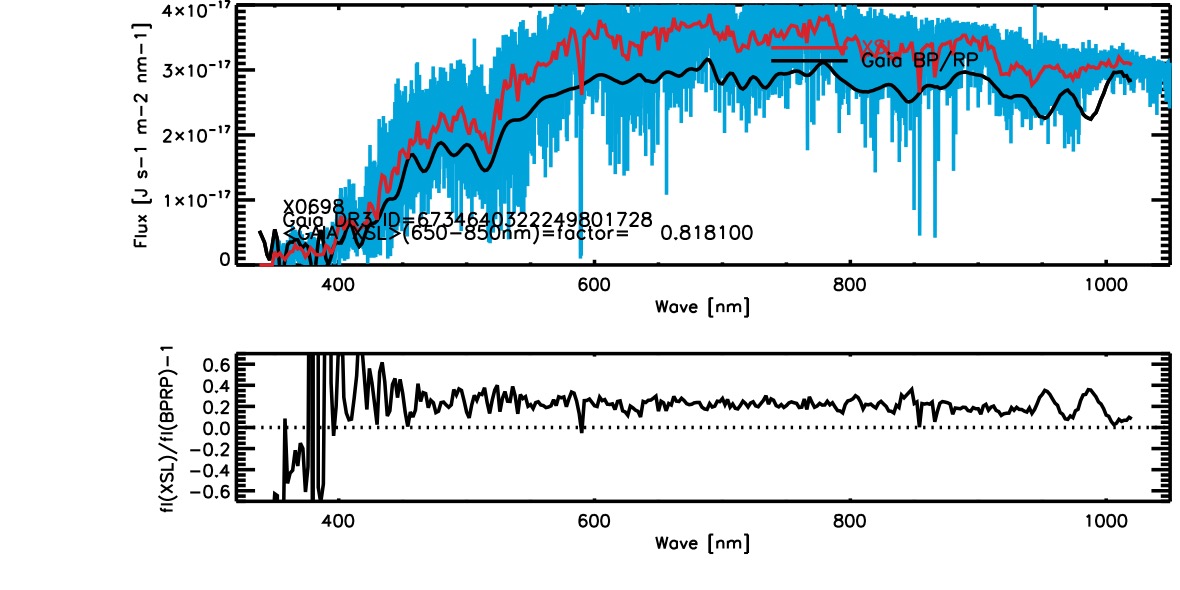 4×10⁻¹⁷
3×10⁻¹⁷
2×10⁻¹⁷
1×10⁻¹⁷
0
Flux [J s−1 m−2 nm−1]
XSL
Gaia BP/RP
X0698
Gaia DR3 ID=6734640322249801728
<GAIA/XSL>(650−850nm)=factor= 0.818100
400 600 800 1000
Wave [nm]
0.6
0.4
0.2
0.0
−0.2
−0.4
−0.6
fl(XSL)/fl(BPRP)−1
400 600 800 1000
Wave [nm]